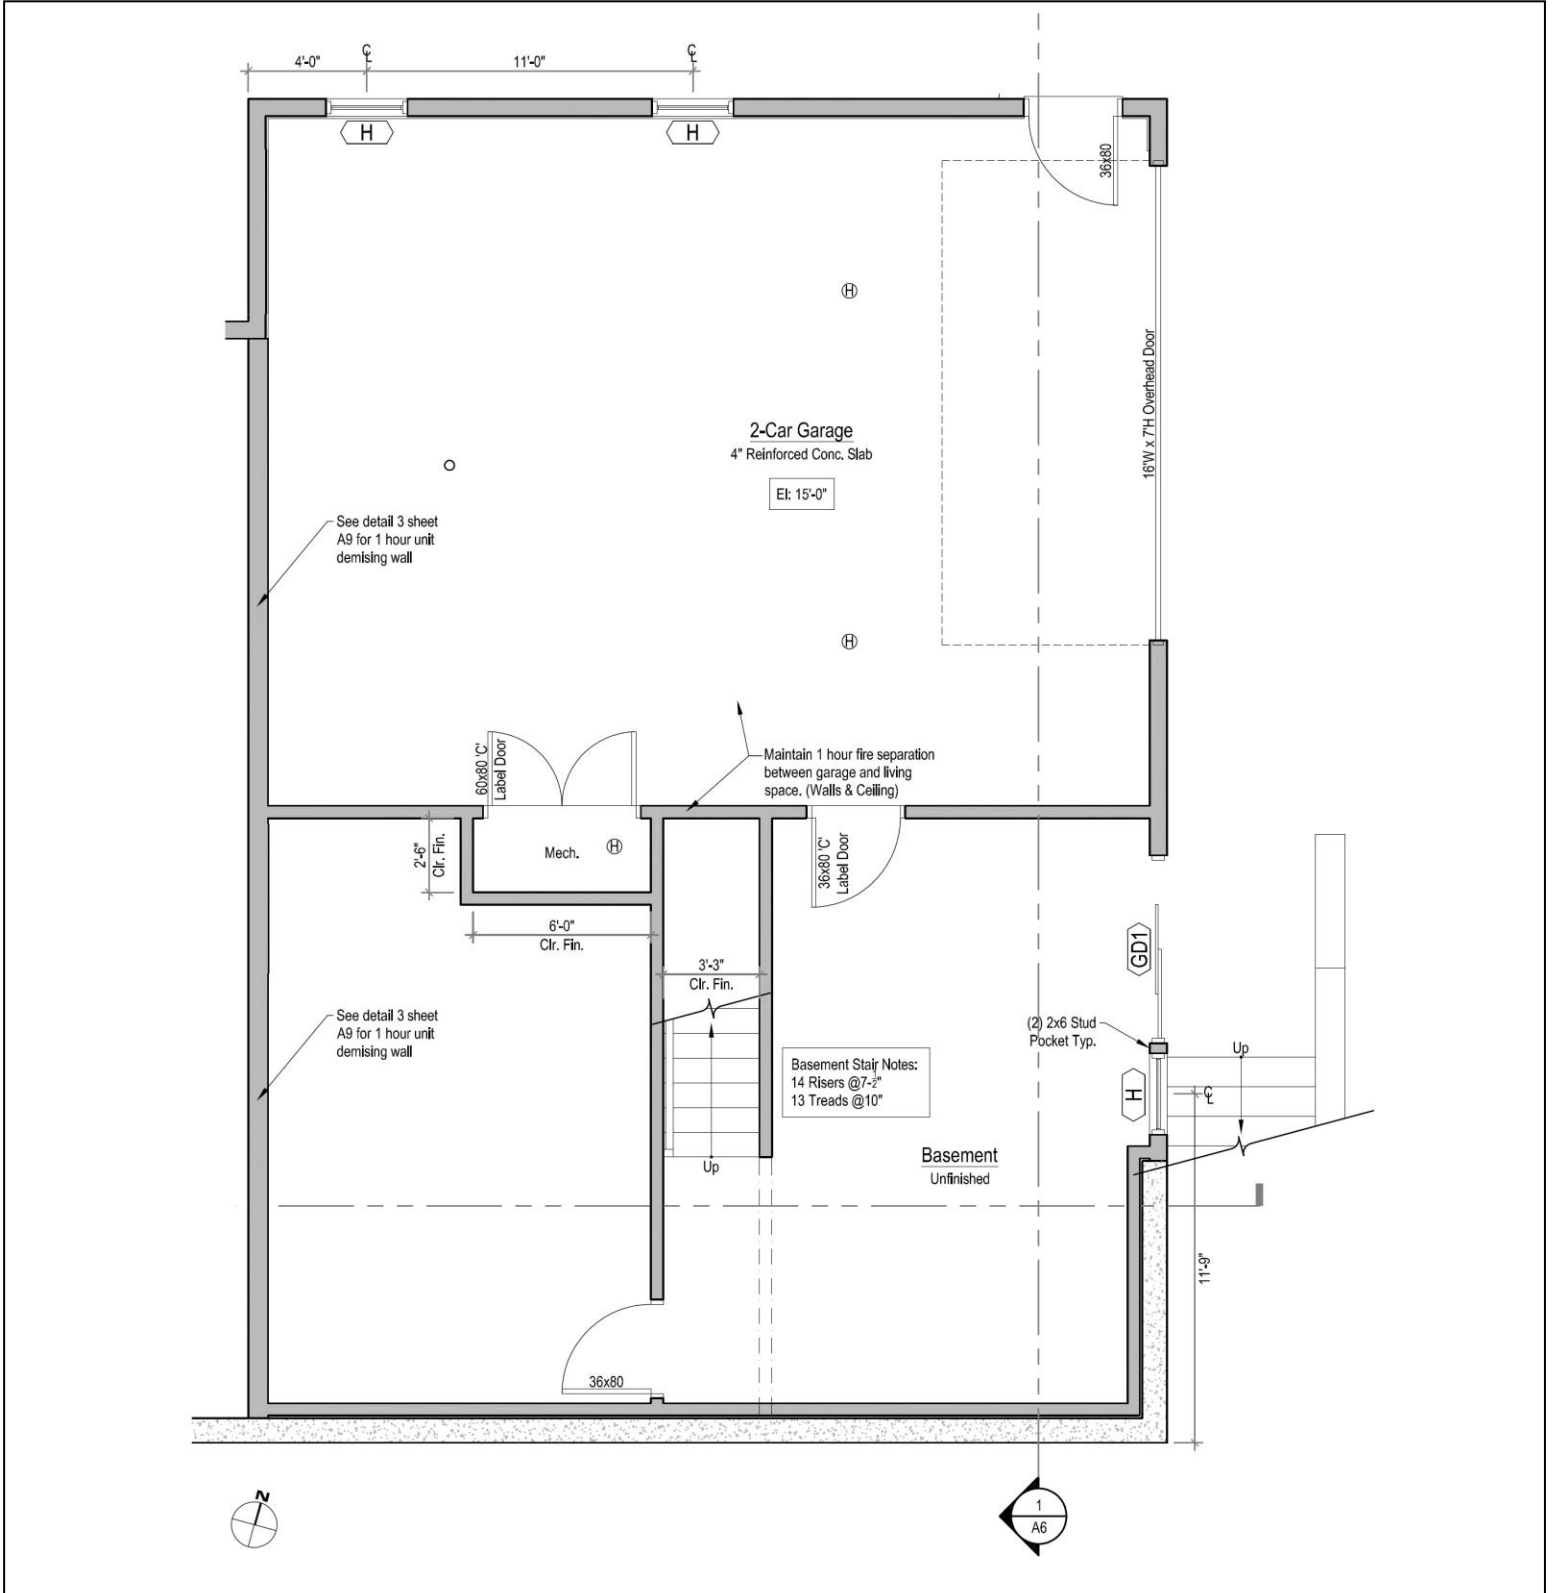 4'-0"
℄
11'-0"
℄
H
H
36x80
H
16'W x 7'H Overhead Door
2-Car Garage
4" Reinforced Conc. Slab
El: 15'-0"
See detail 3 sheet
A9 for 1 hour unit
demising wall
H
60x80 'C'
Label Door
Maintain 1 hour fire separation
between garage and living
space. (Walls & Ceiling)
2'-6"
Clr. Fin.
Mech.
H
36x80 'C'
Label Door
6'-0"
Clr. Fin.
3'-3"
Clr. Fin.
GD1
See detail 3 sheet
A9 for 1 hour unit
demising wall
(2) 2x6 Stud
Pocket Typ.
Up
Basement Stair Notes:
14 Risers @7-½"
13 Treads @10"
H
℄
Up
Basement
Unfinished
11'-9"
36x80
N
1
A6